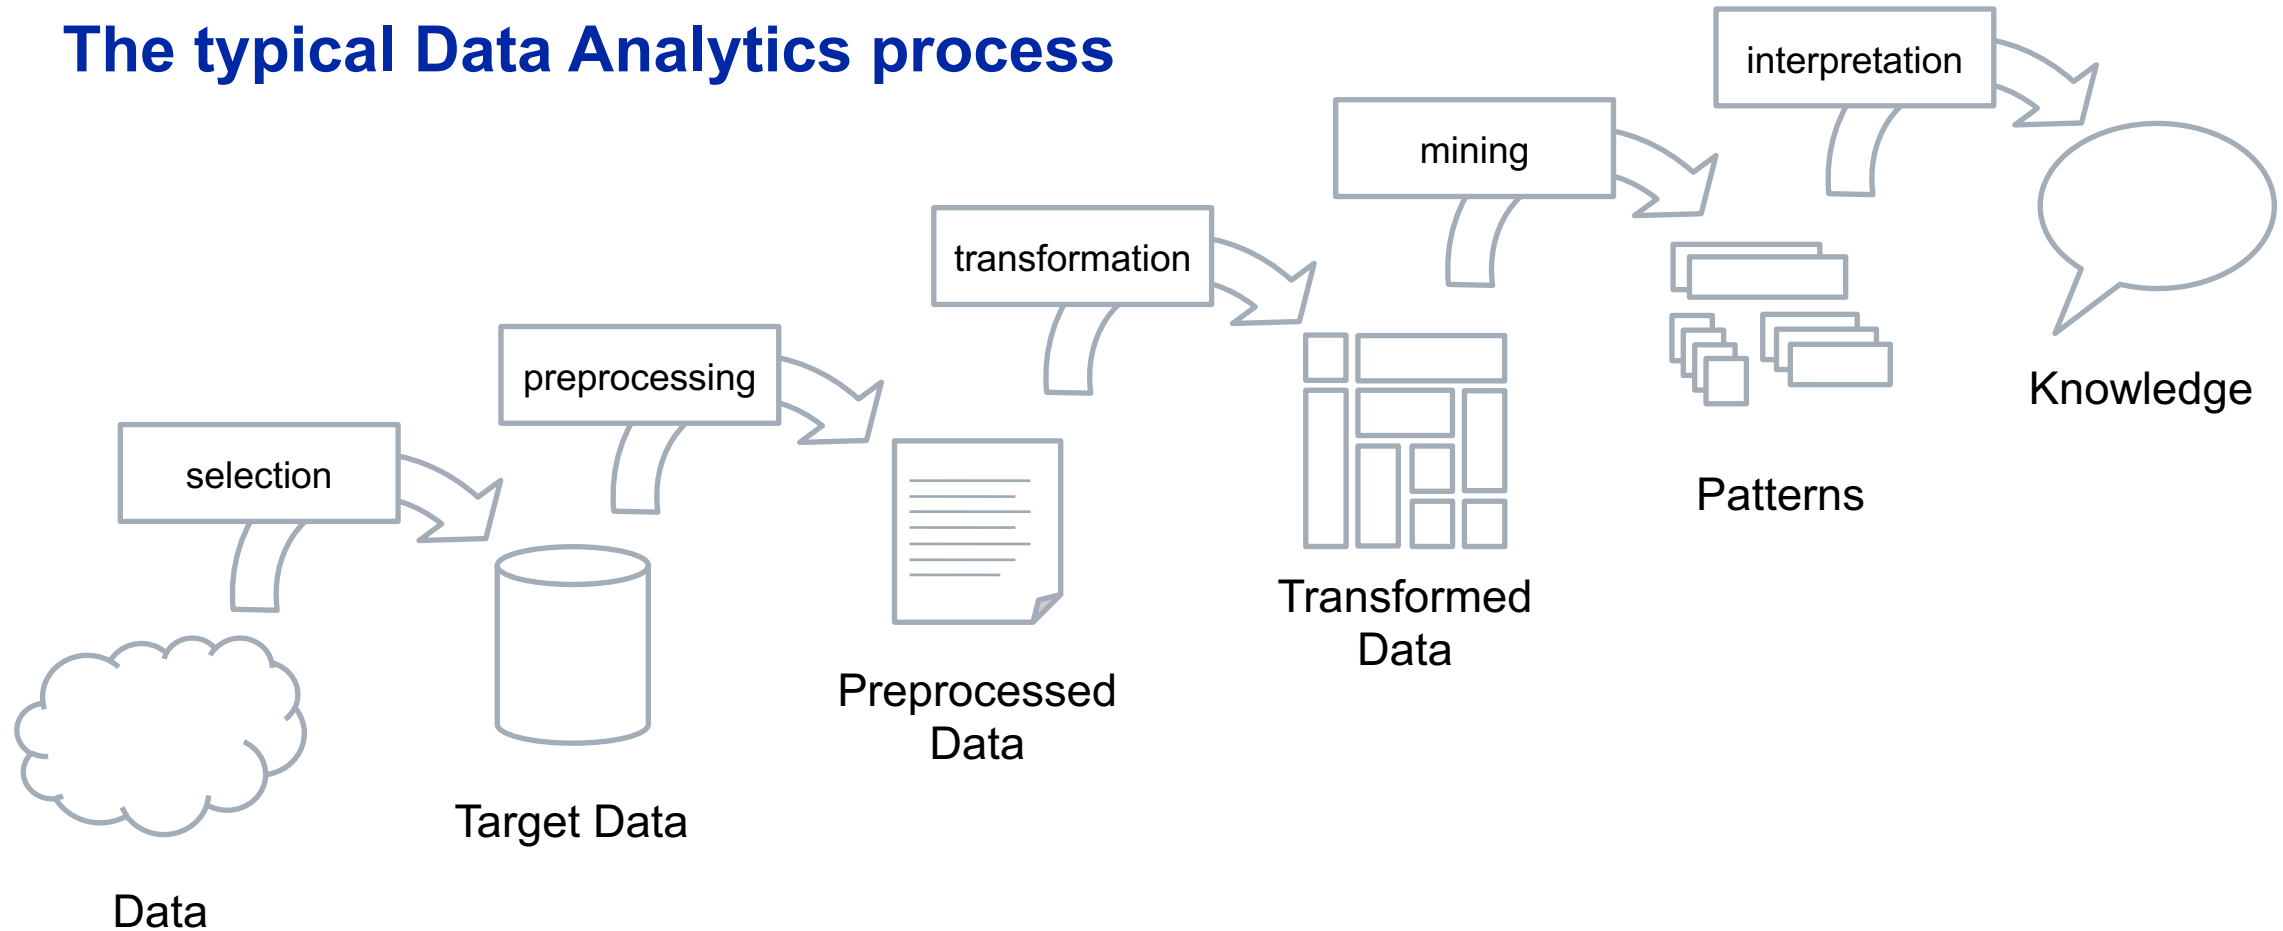 The typical Data Analytics process
interpretation
mining
transformation
preprocessing
selection
Knowledge
Patterns
Transformed
Data
Preprocessed
Data
Target Data
Data